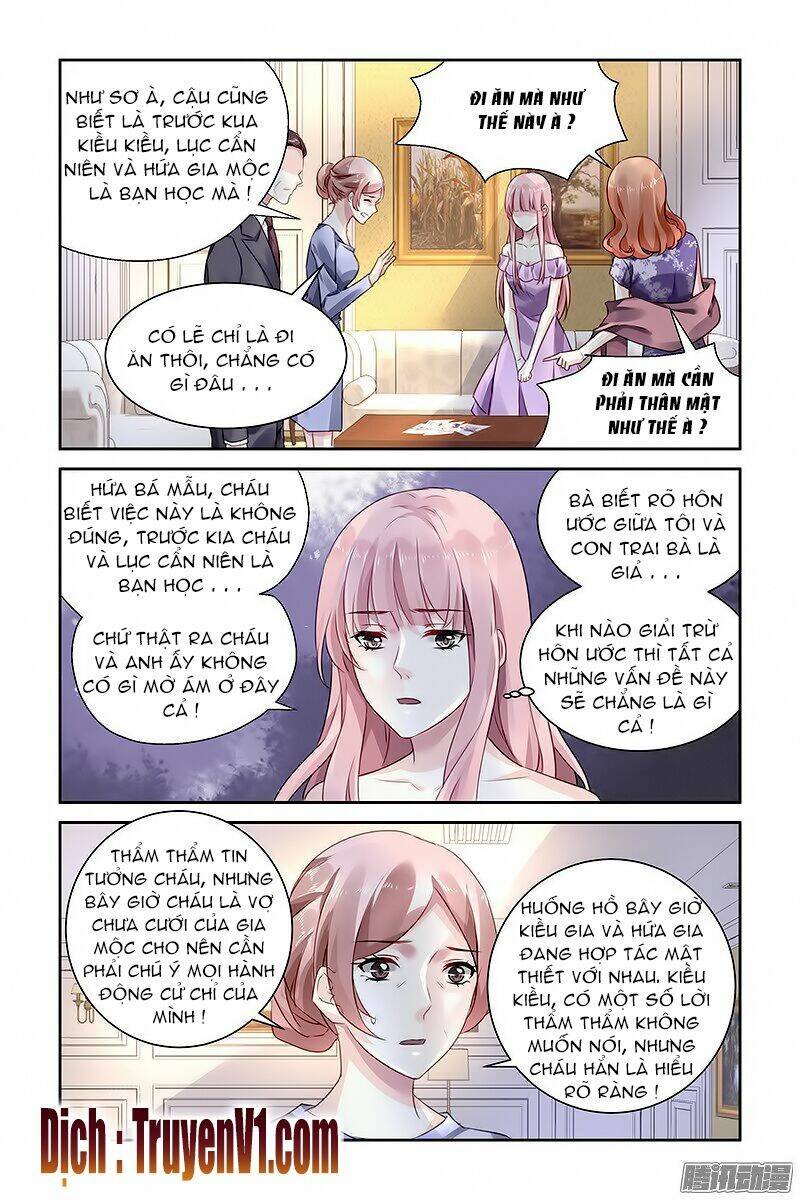 NHƯ SƠ À, CẬU CŨNG
BIẾT LÀ TRƯỚC KUA
KIỀU KIỀU, LỤC CẨN
NIÊN VÀ HỨA GIA MỘC
LÀ BẠN HỌC MÀ !
ĐI ĂN MÀ NHƯ
THẾ NÀY À ?
CÓ LẼ CHỈ LÀ ĐI
ĂN THÔI, CHẲNG CÓ
GÌ ĐÂU . . .
ĐI ĂN MÀ CẦN
PHẢI THÂN MẬT
NHƯ THẾ À ?
HỨA BÁ MẪU, CHÁU
BIẾT VIỆC NÀY LÀ KHÔNG
ĐÚNG, TRƯỚC KIA CHÁU
VÀ LỤC CẨN NIÊN LÀ
BẠN HỌC . . .
CHỨ THẬT RA CHÁU
VÀ ANH ẤY KHÔNG
CÓ GÌ MỜ ÁM Ở ĐÂY
CẢ !
BÀ BIẾT RÕ HÔN
ƯỚC GIỮA TÔI VÀ
CON TRAI BÀ LÀ
GIẢ . . .
KHI NÀO GIẢI TRỪ
HÔN ƯỚC THÌ TẤT CẢ
NHỮNG VẤN ĐỀ NÀY
SẼ CHẲNG LÀ GÌ
CẢ !
THẨM THẨM TIN
TƯỞNG CHÁU, NHƯNG
BÂY GIỜ CHÁU LÀ VỢ
CHƯA CƯỚI CỦA GIA
MỘC CHO NÊN CẦN
PHẢI CHÚ Ý MỌI HÀNH
ĐỘNG CỬ CHỈ CỦA
MÌNH !
HUỐNG HỒ BÂY GIỜ
KIỀU GIA VÀ HỨA GIA
ĐANG HỢP TÁC MẬT
THIẾT VỚI NHAU. KIỀU
KIỀU, CÓ MỘT SỐ LỜI
THẨM THẨM KHÔNG
MUỐN NÓI, NHƯNG
CHÁU HẲN LÀ HIỂU
RÕ RÀNG !
Dịch : TruyenV1.com
腾讯动漫